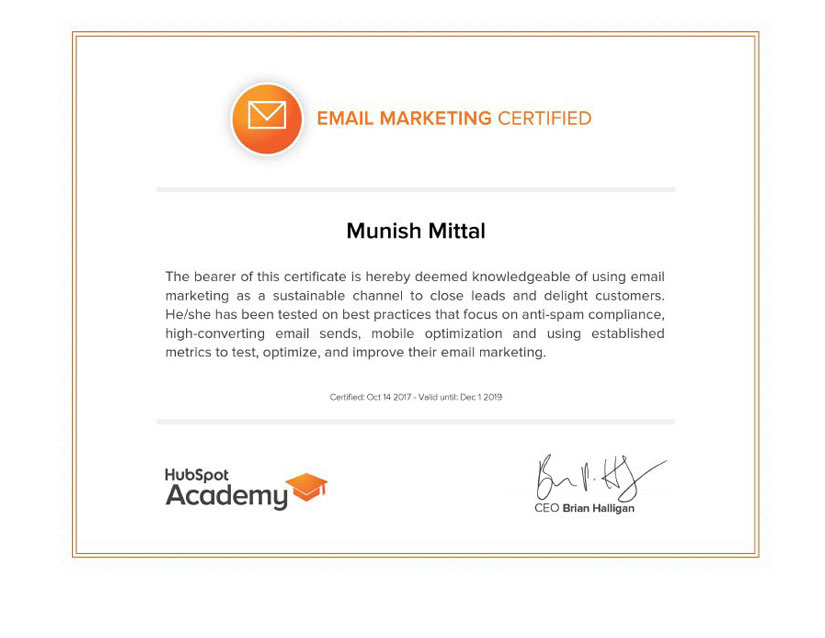 EMAIL MARKETING CERTIFIED
Munish Mittal
The bearer of this certificate is hereby deemed knowledgeable of using email
marketing as a sustainable channel to close leads and delight customers.
He/she has been tested on best practices that focus on anti-spam compliance,
high-converting email sends, mobile optimization and using established
metrics to test, optimize, and improve their email marketing.
Certified: Oct 14 2017 - Valid until: Dec 1 2019
HubSpot
Academy
CEO Brian Halligan